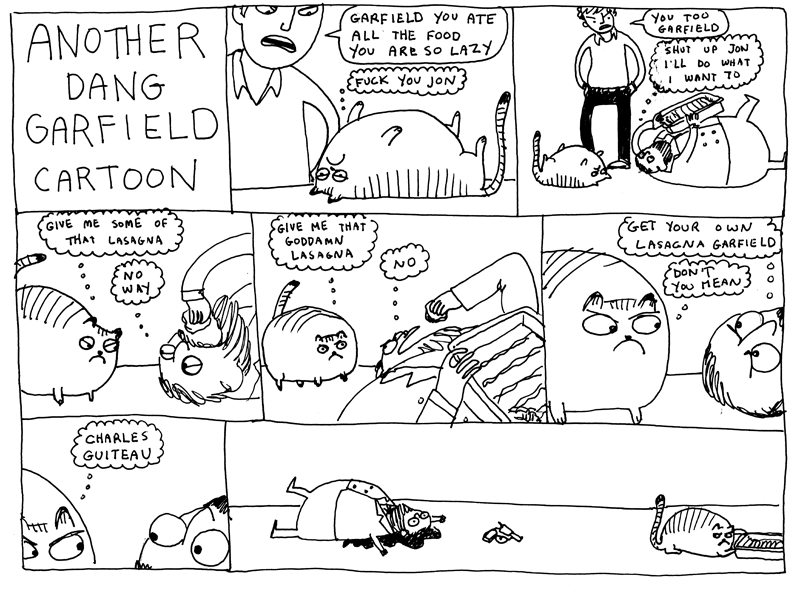 ANOTHER
DANG
GARFIELD
CARTOON
GARFIELD YOU ATE
ALL THE FOOD
YOU ARE SO LAZY
FUCK YOU JON
YOU TOO
GARFIELD
SHUT UP JON
I'LL DO WHAT
I WANT TO
GIVE ME SOME OF
THAT LASAGNA
NO
WAY
GIVE ME THAT
GODDAMN
LASAGNA
NO
GET YOUR OWN
LASAGNA GARFIELD
DON'T
YOU MEAN
CHARLES
GUITEAU